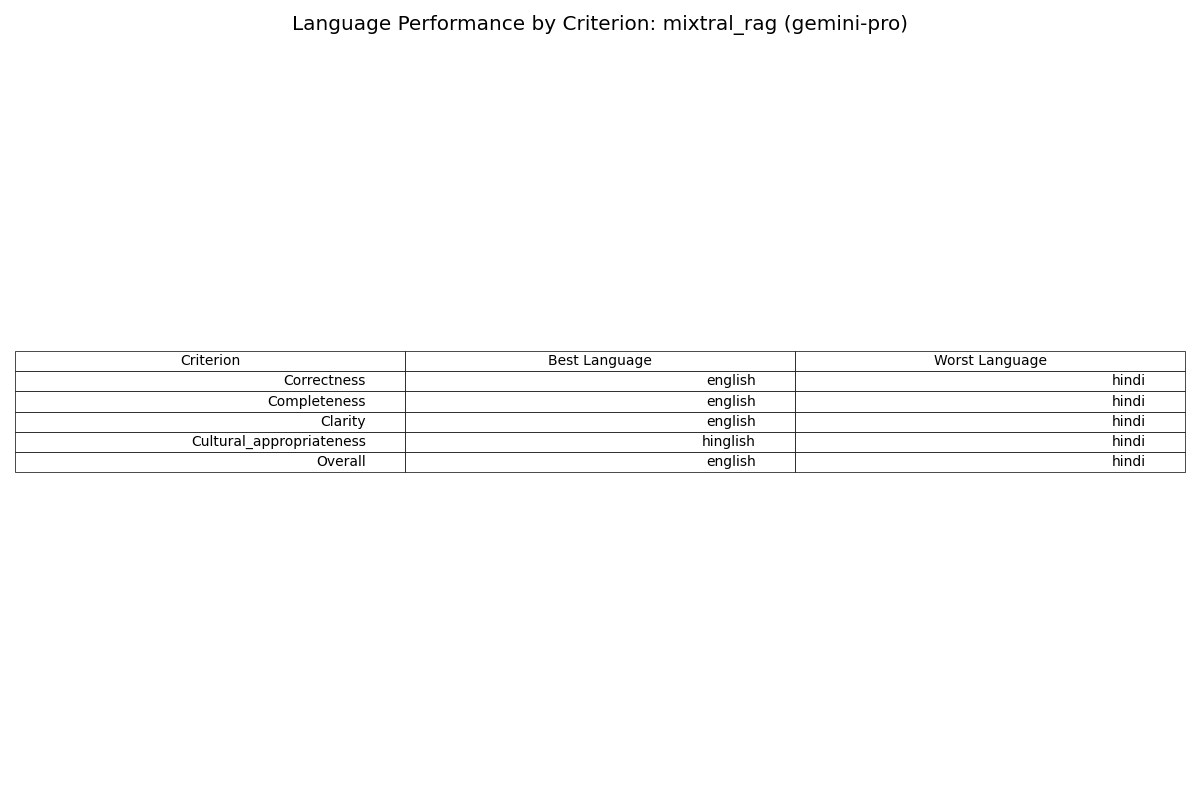 Language Performance by Criterion: mixtral_rag (gemini-pro)
Criterion Best Language Worst Language
Correctness english hindi
Completeness english hindi
Clarity english hindi
Cultural_appropriateness hinglish hindi
Overall english hindi